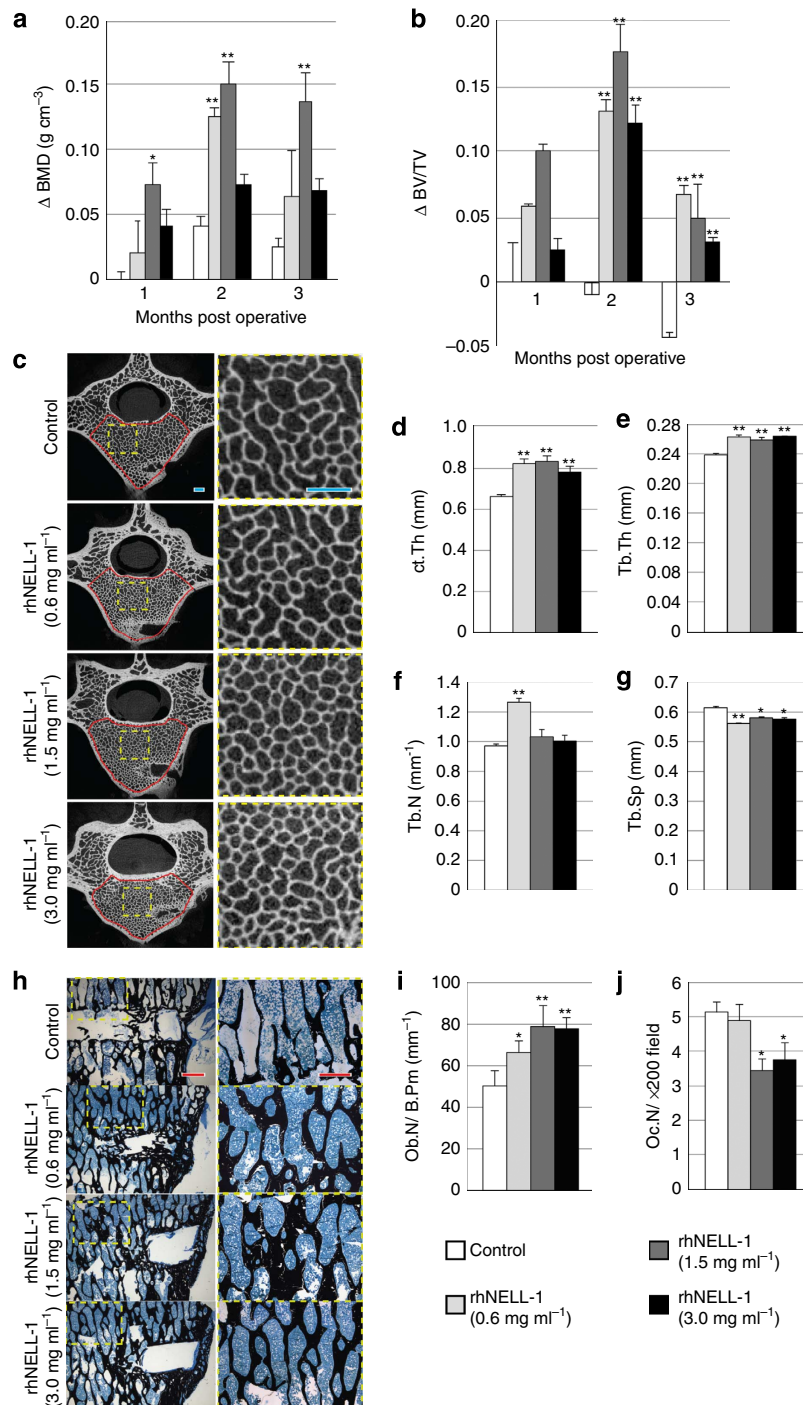 a
0.20
0.15
0.10
0.05
0
Δ BMD (g cm⁻³)
*
**
**
**
1
2
3
Months post operative
b
0.20
0.15
0.10
0.05
0
−0.05
Δ BV/TV
**
**
**
**
**
**
1
2
3
Months post operative
c
Control
rhNELL-1
(0.6 mg ml⁻¹)
rhNELL-1
(1.5 mg ml⁻¹)
rhNELL-1
(3.0 mg ml⁻¹)
d
1.0
0.8
0.6
0.4
0.2
0
ct.Th (mm)
**
**
**
e
0.28
0.24
0.20
0.16
0.12
0.08
0.04
0
Tb.Th (mm)
**
**
**
f
1.4
1.2
1.0
0.8
0.6
0.4
0.2
0
Tb.N (mm⁻¹)
**
g
0.7
0.6
0.5
0.4
0.3
0.2
0.1
0
Tb.Sp (mm)
**
*
*
h
Control
rhNELL-1
(0.6 mg ml⁻¹)
rhNELL-1
(1.5 mg ml⁻¹)
rhNELL-1
(3.0 mg ml⁻¹)
i
100
80
60
40
20
0
Ob.N/ B.Pm (mm⁻¹)
*
**
**
j
6
5
4
3
2
1
0
Oc.N/ ×200 field
*
*
Control
rhNELL-1
(0.6 mg ml⁻¹)
rhNELL-1
(1.5 mg ml⁻¹)
rhNELL-1
(3.0 mg ml⁻¹)